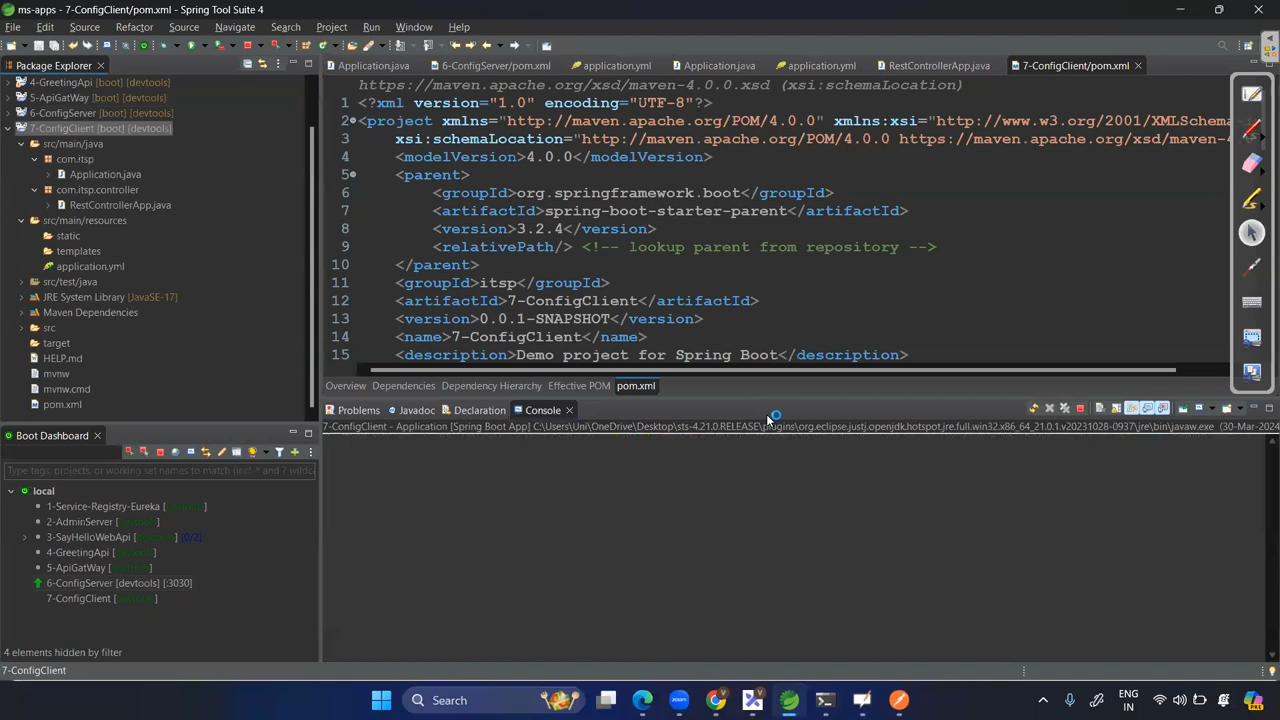 ms-apps - 7-ConfigClient/pom.xml - Spring Tool Suite 4
File Edit Source Refactor Source Navigate Search Project Run Window Help
Package Explorer
4-GreetingApi [boot] [devtools]
5-ApiGatWay [boot] [devtools]
6-ConfigServer [boot] [devtools]
7-ConfigClient [boot] [devtools]
src/main/java
com.itsp
Application.java
com.itsp.controller
RestControllerApp.java
src/main/resources
static
templates
application.yml
src/test/java
JRE System Library [JavaSE-17]
Maven Dependencies
src
target
HELP.md
mvnw
mvnw.cmd
pom.xml
Application.java 6-ConfigServer/pom.xml application.yml Application.java application.yml RestControllerApp.java 7-ConfigClient/pom.xml
https://maven.apache.org/xsd/maven-4.0.0.xsd (xsi:schemaLocation)
1 <?xml version="1.0" encoding="UTF-8"?>
2 <project xmlns="http://maven.apache.org/POM/4.0.0" xmlns:xsi="http://www.w3.org/2001/XMLSchema
3 xsi:schemaLocation="http://maven.apache.org/POM/4.0.0 https://maven.apache.org/xsd/maven-4
4 <modelVersion>4.0.0</modelVersion>
5 <parent>
6 <groupId>org.springframework.boot</groupId>
7 <artifactId>spring-boot-starter-parent</artifactId>
8 <version>3.2.4</version>
9 <relativePath/> <!-- lookup parent from repository -->
10 </parent>
11 <groupId>itsp</groupId>
12 <artifactId>7-ConfigClient</artifactId>
13 <version>0.0.1-SNAPSHOT</version>
14 <name>7-ConfigClient</name>
15 <description>Demo project for Spring Boot</description>
Overview Dependencies Dependency Hierarchy Effective POM pom.xml
Problems Javadoc Declaration Console
7-ConfigClient - Application [Spring Boot App] C:\Users\Uni\OneDrive\Desktop\sts-4.21.0.RELEASE\plugins\org.eclipse.justj.openjdk.hotspot.jre.full.win32.x86_64_21.0.1.v20231028-0937\jre\bin\javaw.exe (30-Mar-2024
Boot Dashboard
Type tags, projects, or working set names to match (incl. * and ? wildca
local
1-Service-Registry-Eureka [devtools]
2-AdminServer [devtools]
3-SayHelloWebApi [devtools] [0/2]
4-GreetingApi [devtools]
5-ApiGatWay [devtools]
6-ConfigServer [devtools] [:3030]
7-ConfigClient [devtools]
4 elements hidden by filter
7-ConfigClient
Search
ENG
IN